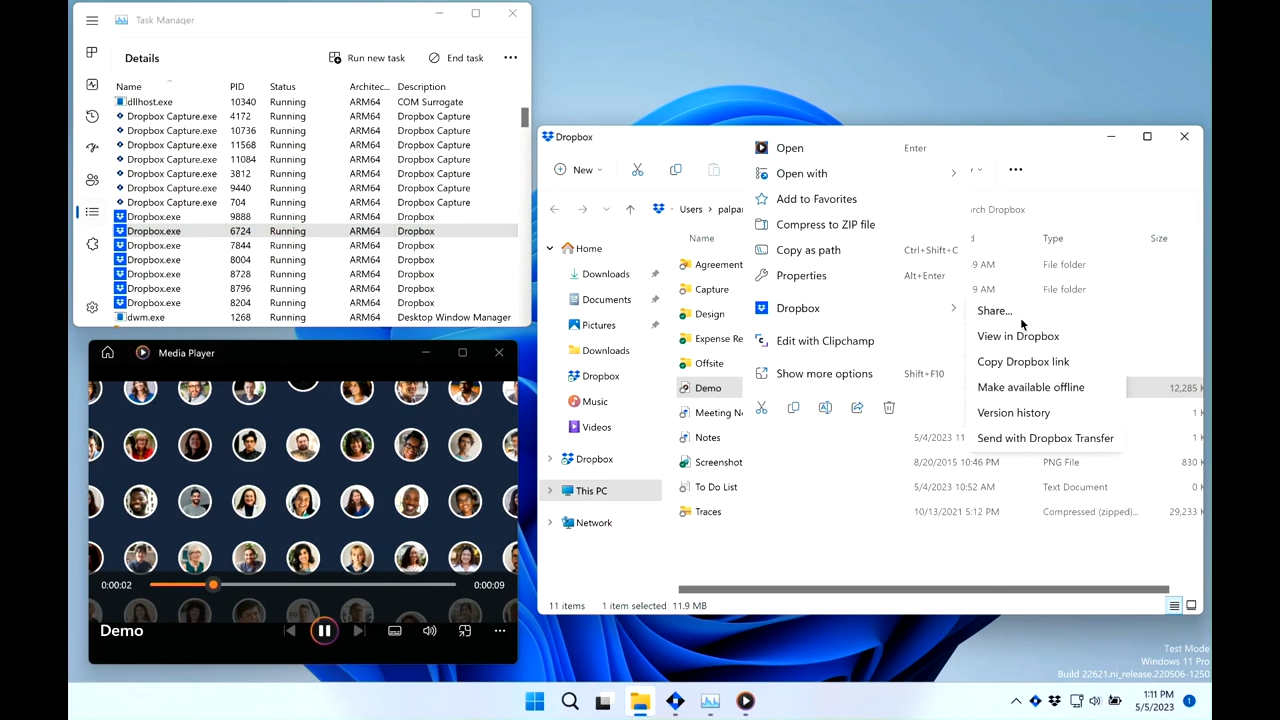 Task Manager
Details
Run new task
End task
Name PID Status Architec... Description
dllhost.exe 10340 Running ARM64 COM Surrogate
Dropbox Capture.exe 4172 Running ARM64 Dropbox Capture
Dropbox Capture.exe 10736 Running ARM64 Dropbox Capture
Dropbox Capture.exe 11568 Running ARM64 Dropbox Capture
Dropbox Capture.exe 11084 Running ARM64 Dropbox Capture
Dropbox Capture.exe 3812 Running ARM64 Dropbox Capture
Dropbox Capture.exe 9440 Running ARM64 Dropbox Capture
Dropbox Capture.exe 704 Running ARM64 Dropbox Capture
Dropbox.exe 9888 Running ARM64 Dropbox
Dropbox.exe 6724 Running ARM64 Dropbox
Dropbox.exe 7844 Running ARM64 Dropbox
Dropbox.exe 8004 Running ARM64 Dropbox
Dropbox.exe 8728 Running ARM64 Dropbox
Dropbox.exe 8796 Running ARM64 Dropbox
Dropbox.exe 8204 Running ARM64 Dropbox
dwm.exe 1268 Running ARM64 Desktop Window Manager
Media Player
0:00:02
0:00:09
Demo
Dropbox
New
Users
palpar
rch Dropbox
Home
Downloads
Documents
Pictures
Downloads
Dropbox
Music
Videos
Dropbox
This PC
Network
Name
d
Type
Size
Agreement
9 AM File folder
Capture
9 AM File folder
Design
Expense Re
Offsite
Demo
12,285 K
Meeting No
1 K
Notes
5/4/2023 11
1 K
Screenshot
8/20/2015 10:46 PM PNG File 830 K
To Do List
5/4/2023 10:52 AM Text Document 0 K
Traces
10/13/2021 5:12 PM Compressed (zipped)... 29,233 K
Open Enter
Open with
Add to Favorites
Compress to ZIP file
Copy as path Ctrl+Shift+C
Properties Alt+Enter
Dropbox
Edit with Clipchamp
Show more options Shift+F10
Share...
View in Dropbox
Copy Dropbox link
Make available offline
Version history
Send with Dropbox Transfer
11 items 1 item selected 11.9 MB
Test Mode
Windows 11 Pro
Build 22621.ni_release.220506-1250
1:11 PM
5/5/2023
1